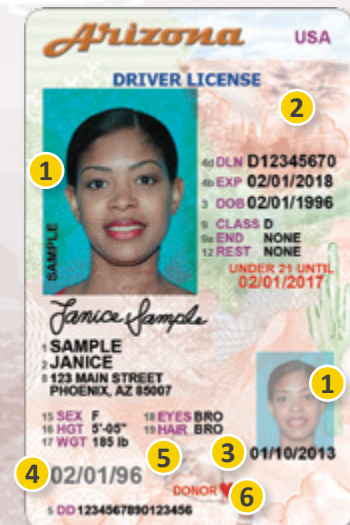 Arizona USA
DRIVER LICENSE
2
1
4d DLN D12345670
4b EXP 02/01/2018
3 DOB 02/01/1996
9 CLASS D
9a END NONE
12 REST NONE
UNDER 21 UNTIL
02/01/2017
SAMPLE
Janice Sample
1 SAMPLE
2 JANICE
8 123 MAIN STREET
PHOENIX, AZ 85007
1
15 SEX F 18 EYES BRO
16 HGT 5'-05" 19 HAIR BRO
17 WGT 185 lb
3 01/10/2013
5
4 02/01/96
DONOR
6
5 DD 1234567890123456